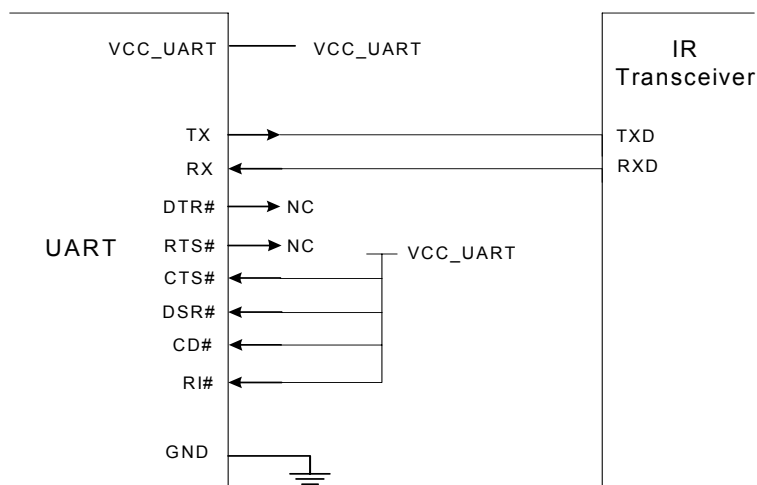 VCC_UART VCC_UART
IR
Transceiver
TX TXD
RX RXD
DTR# NC
UART
RTS# NC
VCC_UART
CTS#
DSR#
CD#
RI#
GND